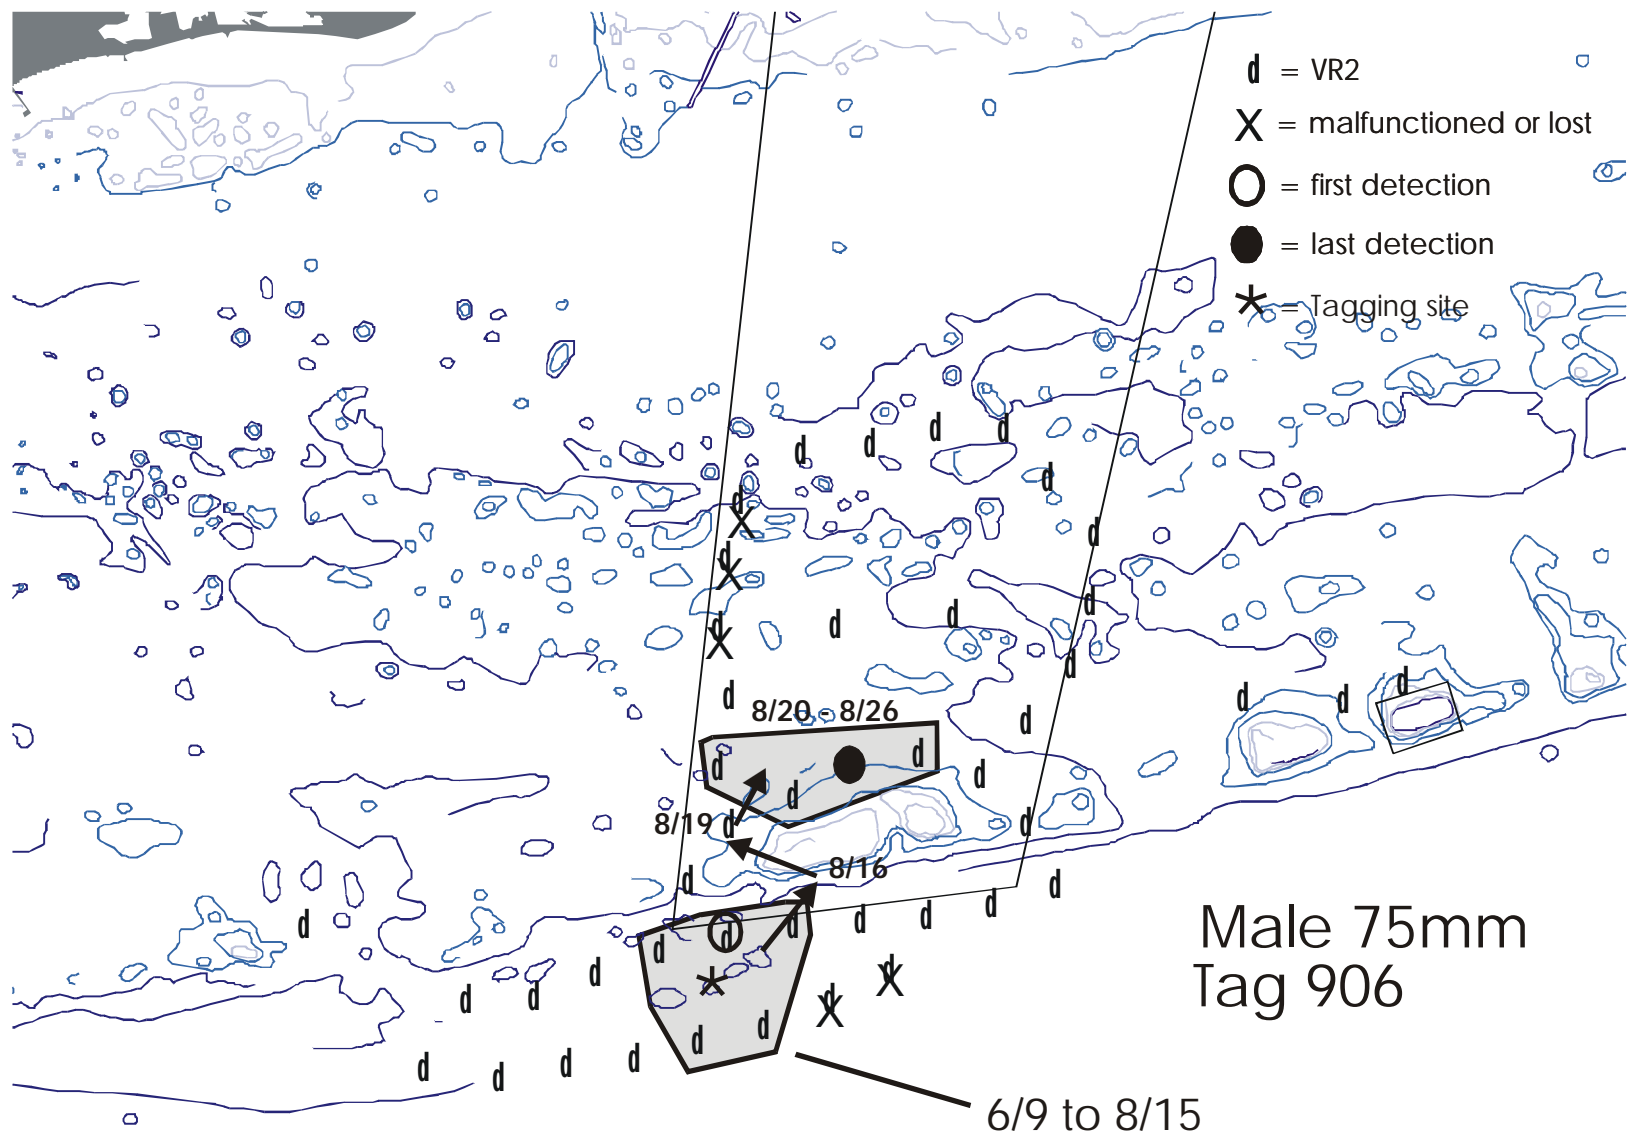 d = VR2
X = malfunctioned or lost
O = first detection
● = last detection
* = Tagging site
d d d d
d
d
X
d
d
X
d
d
d
d
X
d
d
8/20 - 8/26
d
d
d
d
d
d d
d
d
d
8/19 d
d
8/16
d
d
d
d d d d
d
d
d
Male 75mm
Tag 906
d
*
d
X
d
X
d
d
d
d
d
d
d
d
6/9 to 8/15